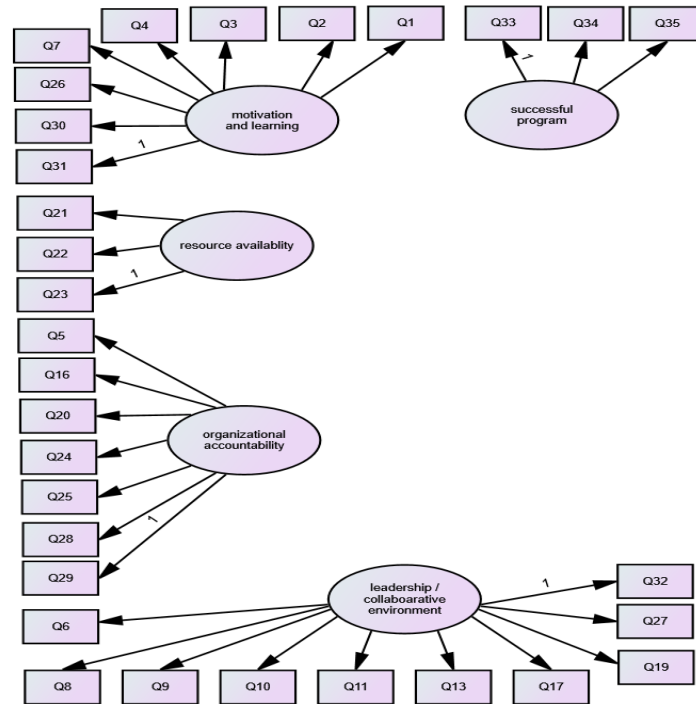 Q4
Q3
Q2
Q1
Q33
Q34
Q35
Q7
Q26
Q30
Q31
1
motivation
and learning
1
successful
program
Q21
Q22
Q23
1
resource availablity
Q5
Q16
Q20
Q24
Q25
Q28
Q29
1
organizational
accountability
leadership /
collaboarative
environment
1
Q32
Q27
Q19
Q6
Q8
Q9
Q10
Q11
Q13
Q17